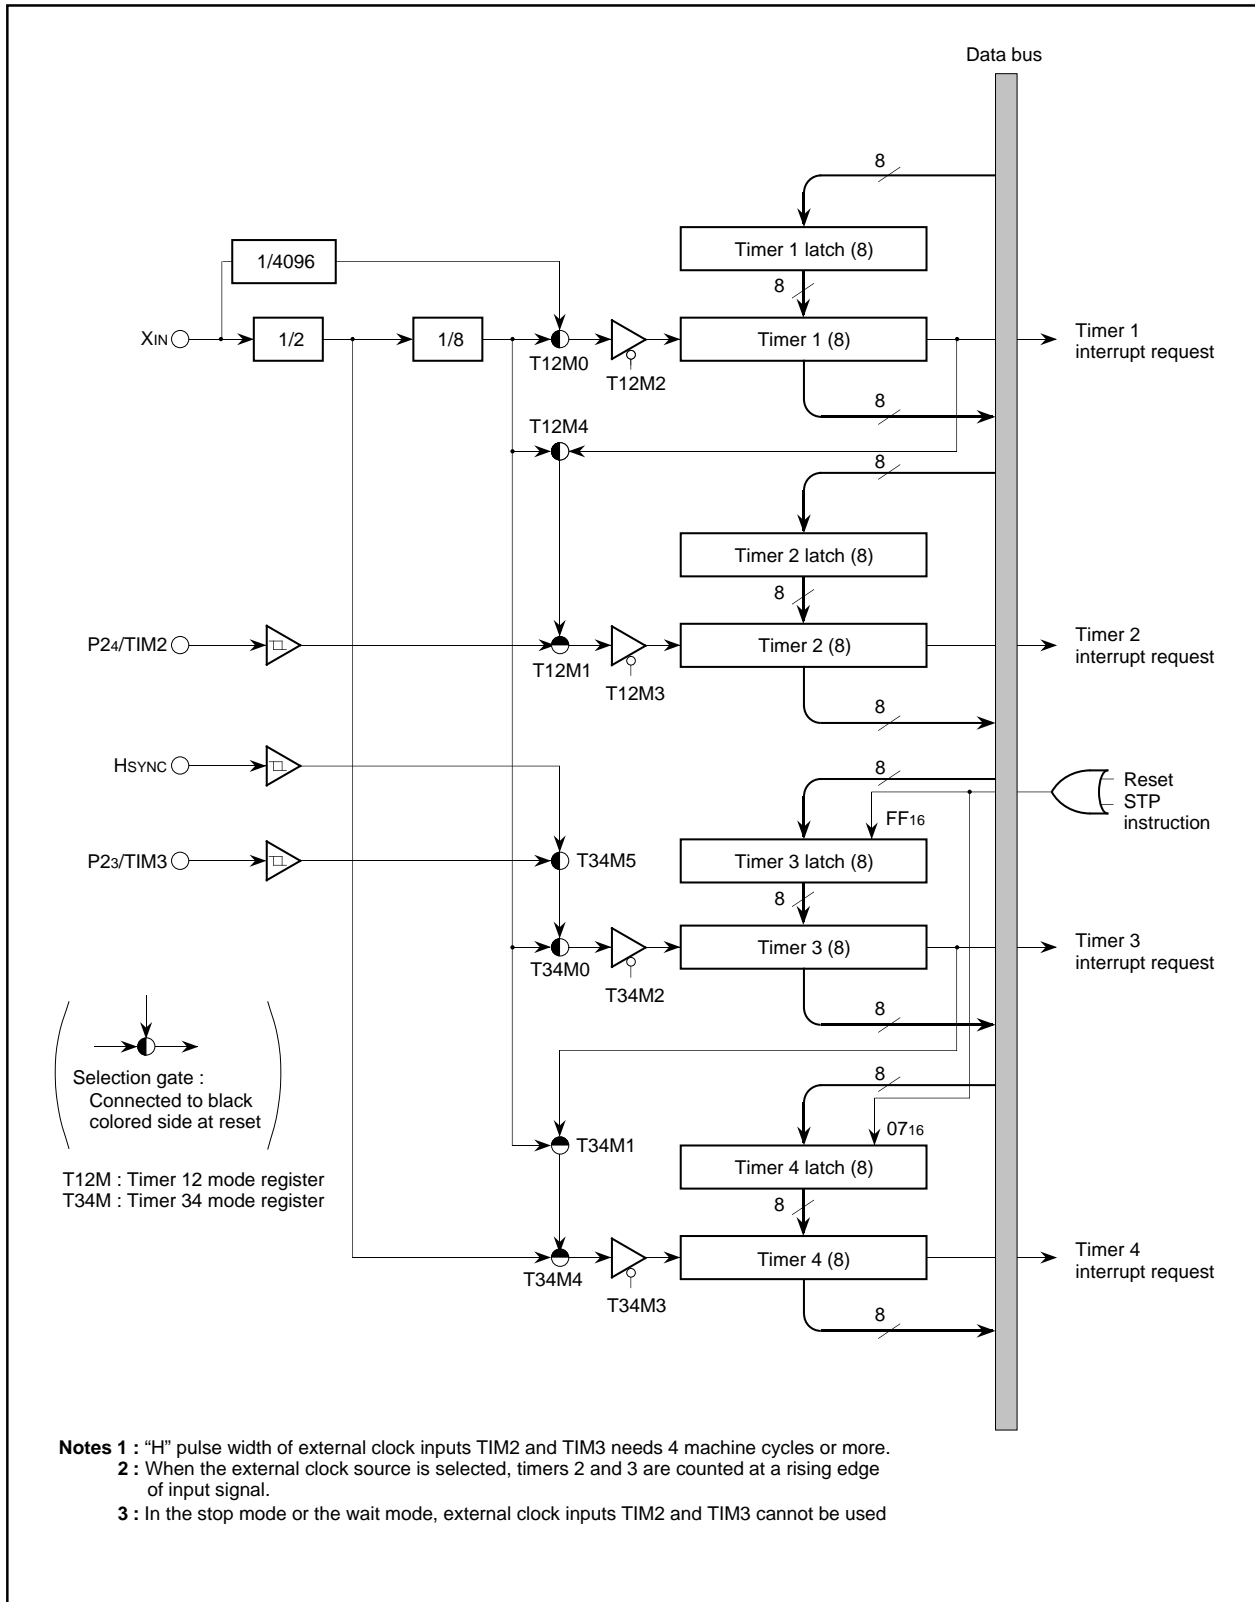 Data bus
8
Timer 1 latch (8)
1/4096
8
XIN
1/2
1/8
T12M0
T12M2
Timer 1 (8)
Timer 1
interrupt request
8
T12M4
8
Timer 2 latch (8)
8
P24/TIM2
T12M1
T12M3
Timer 2 (8)
Timer 2
interrupt request
8
HSYNC
8
FF16
Reset
STP
instruction
P23/TIM3
T34M5
Timer 3 latch (8)
8
T34M0
T34M2
Timer 3 (8)
Timer 3
interrupt request
8
Selection gate :
Connected to black
colored side at reset
8
0716
T34M1
Timer 4 latch (8)
T12M : Timer 12 mode register
T34M : Timer 34 mode register
8
T34M4
T34M3
Timer 4 (8)
Timer 4
interrupt request
8
Notes 1 : “H” pulse width of external clock inputs TIM2 and TIM3 needs 4 machine cycles or more.
2 : When the external clock source is selected, timers 2 and 3 are counted at a rising edge
of input signal.
3 : In the stop mode or the wait mode, external clock inputs TIM2 and TIM3 cannot be used